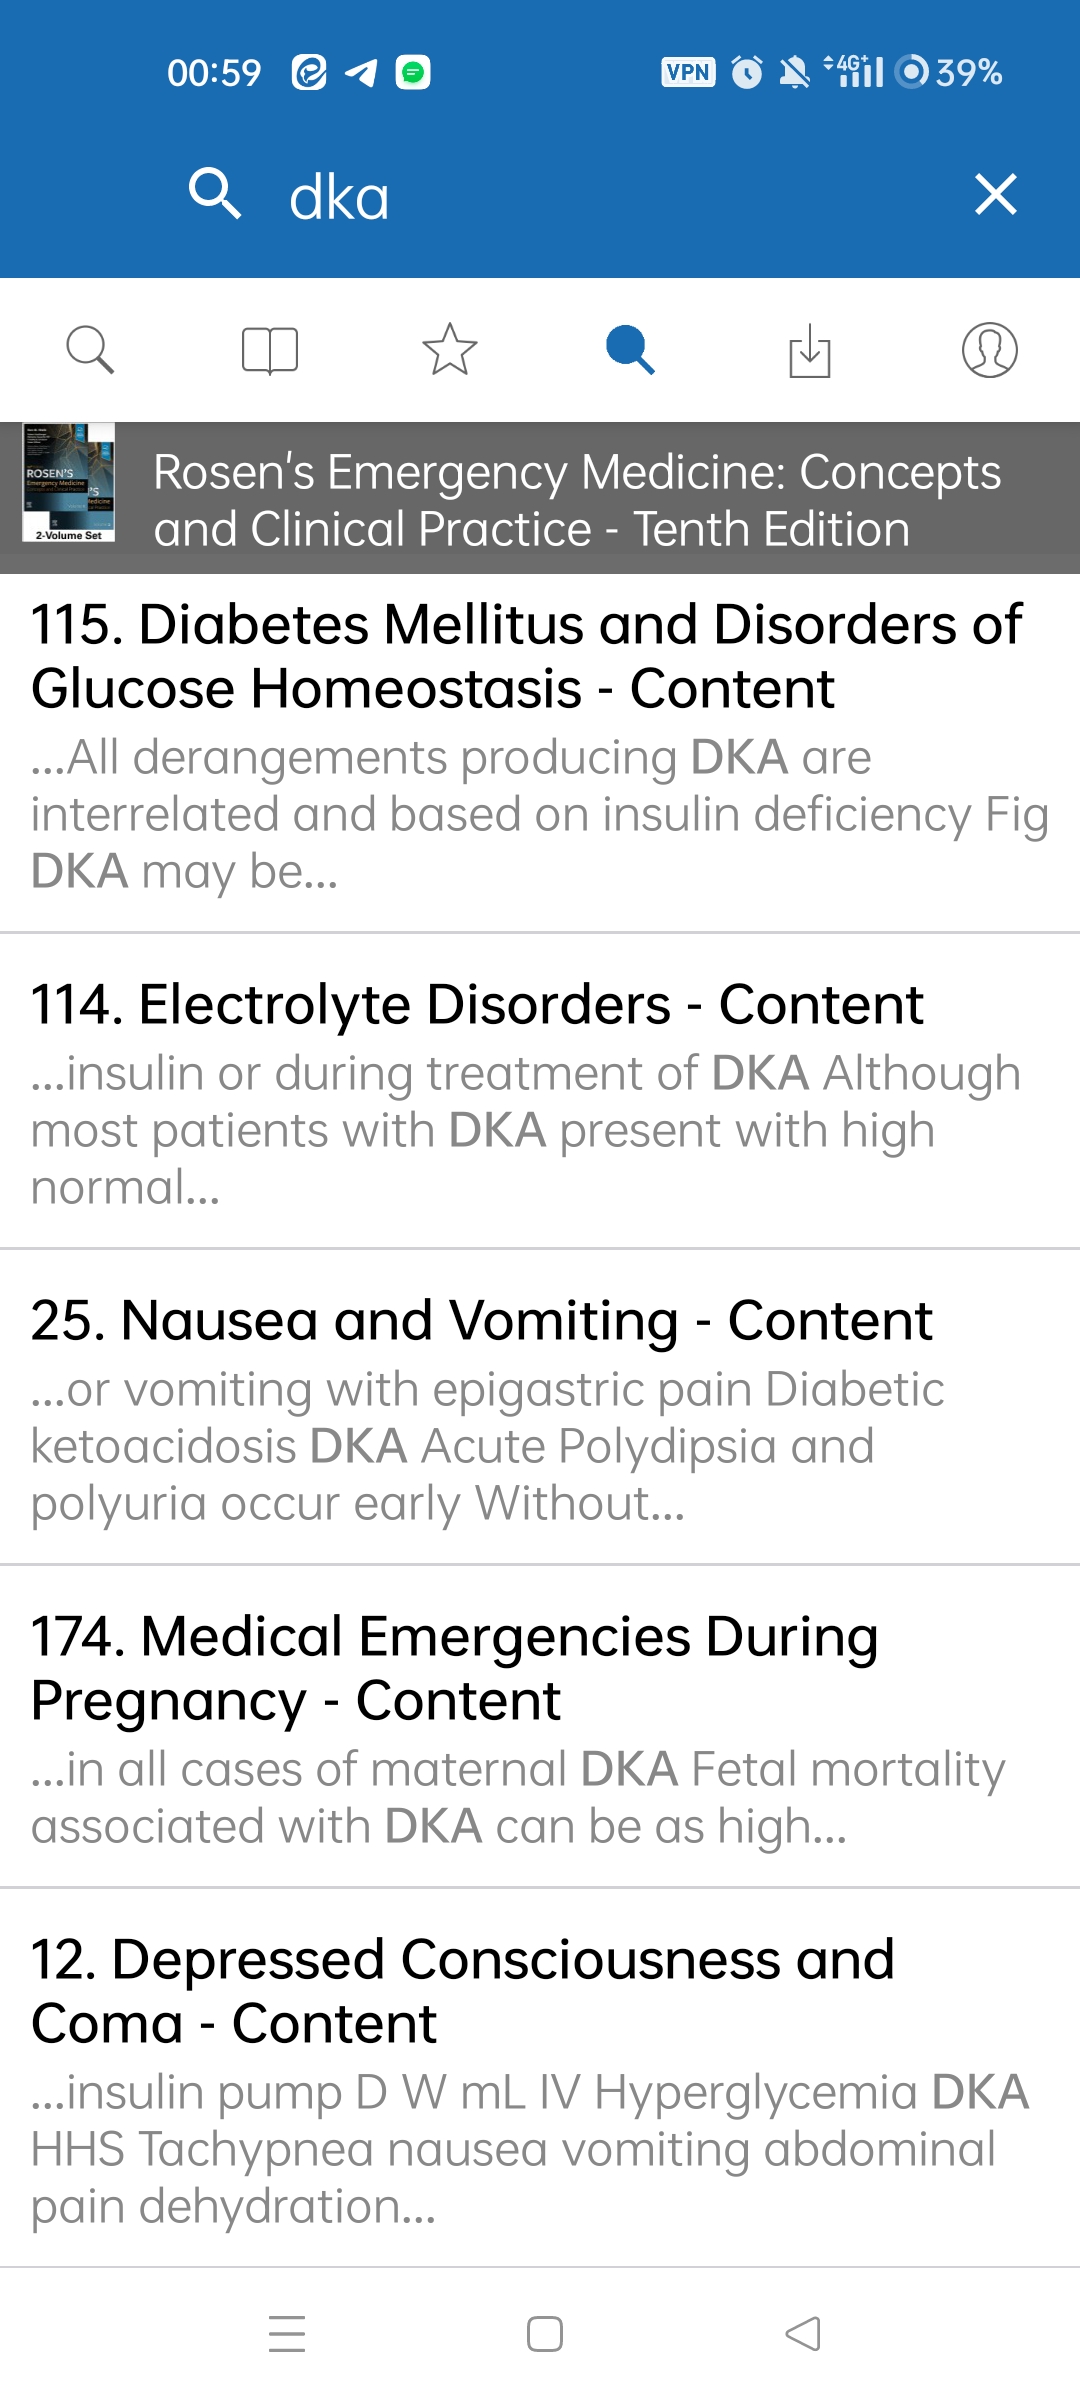 00:59 VPN 4G+ 39%
dka
ROSEN'S
Emergency Medicine
2-Volume Set
Rosen's Emergency Medicine: Concepts
and Clinical Practice - Tenth Edition
115. Diabetes Mellitus and Disorders of
Glucose Homeostasis - Content
...All derangements producing DKA are
interrelated and based on insulin deficiency Fig
DKA may be...
114. Electrolyte Disorders - Content
...insulin or during treatment of DKA Although
most patients with DKA present with high
normal...
25. Nausea and Vomiting - Content
...or vomiting with epigastric pain Diabetic
ketoacidosis DKA Acute Polydipsia and
polyuria occur early Without...
174. Medical Emergencies During
Pregnancy - Content
...in all cases of maternal DKA Fetal mortality
associated with DKA can be as high...
12. Depressed Consciousness and
Coma - Content
...insulin pump D W mL IV Hyperglycemia DKA
HHS Tachypnea nausea vomiting abdominal
pain dehydration...